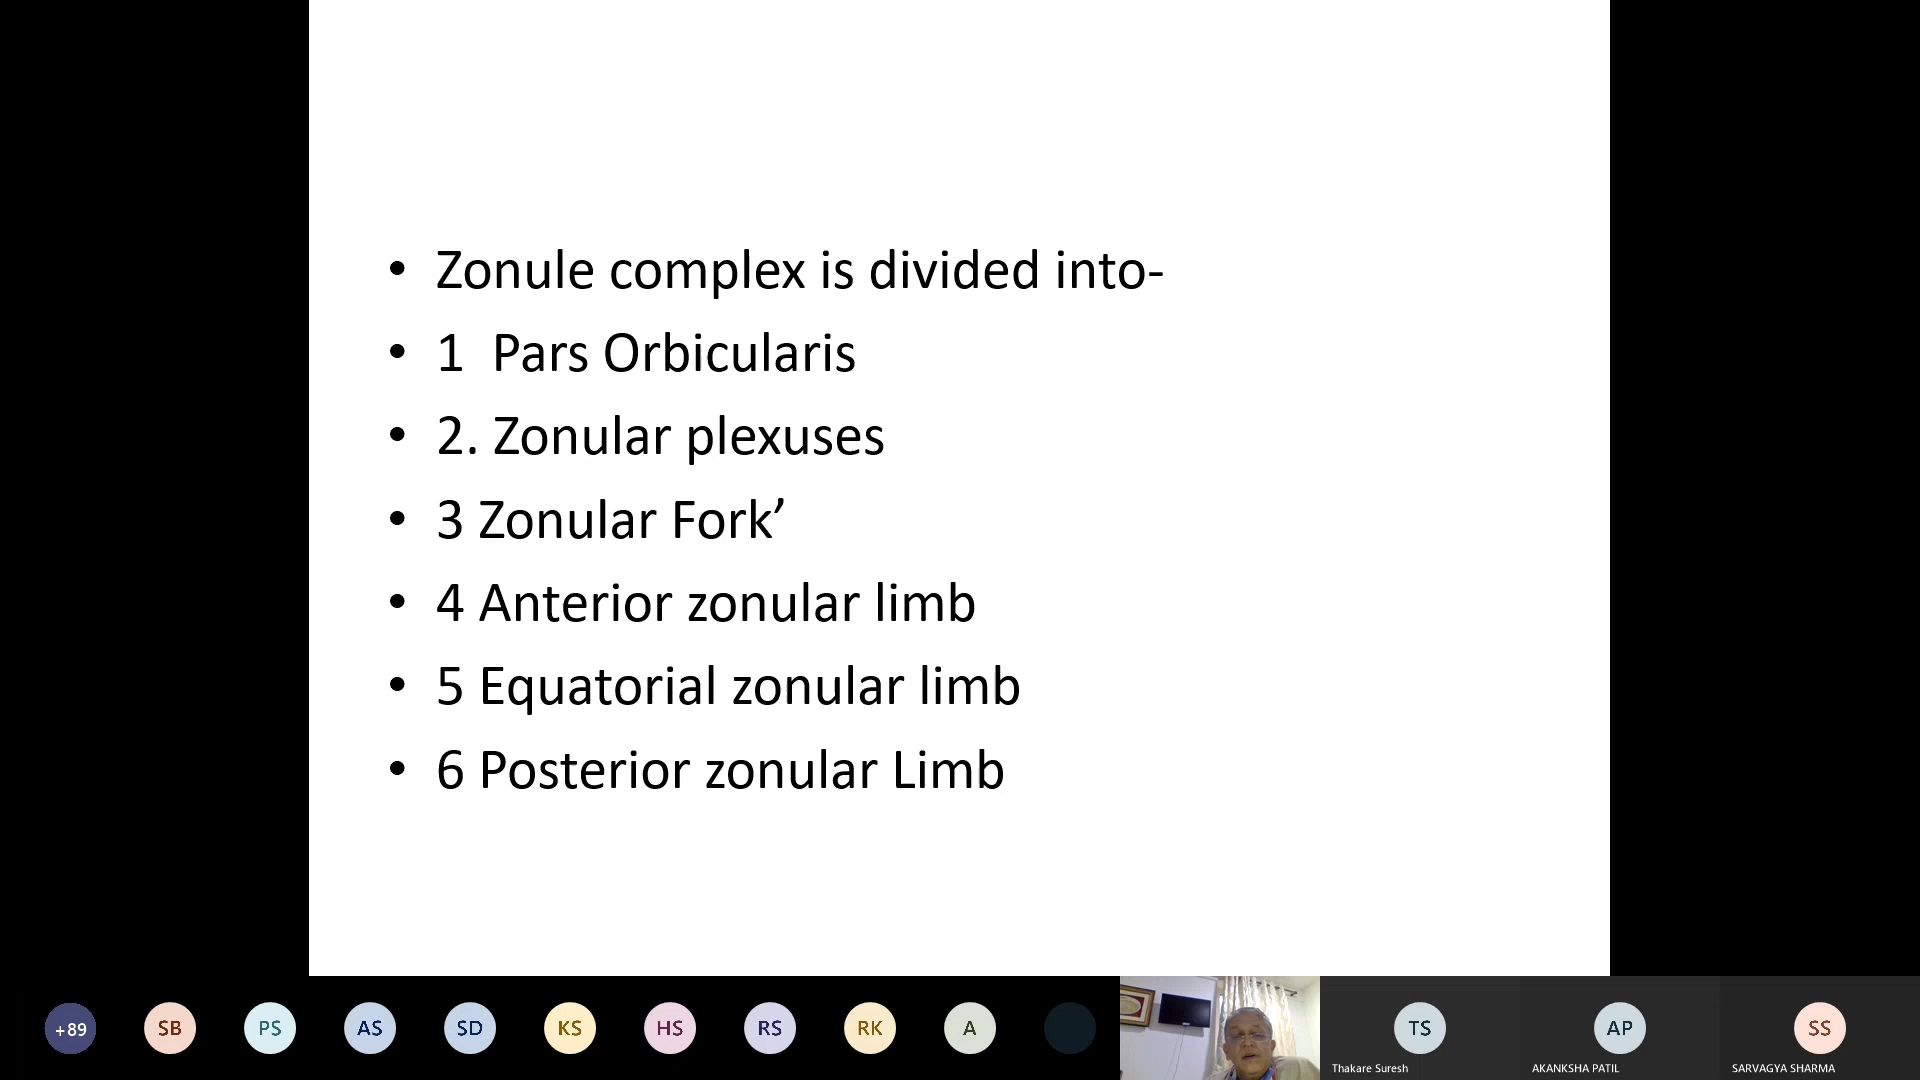 • Zonule complex is divided into-
• 1  Pars Orbicularis
• 2. Zonular plexuses
• 3 Zonular Fork’
• 4 Anterior zonular limb
• 5 Equatorial zonular limb
• 6 Posterior zonular Limb
+89 SB PS AS SD KS HS RS RK A TS AP SS
Thakare Suresh AKANKSHA PATIL SARVAGYA SHARMA